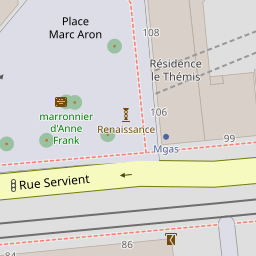 Place
Marc Aron
108
Résidence
le Thémis
marronnier
d'Anne
Frank
Renaissance
106
Mgas
99
Rue Servient
84
86